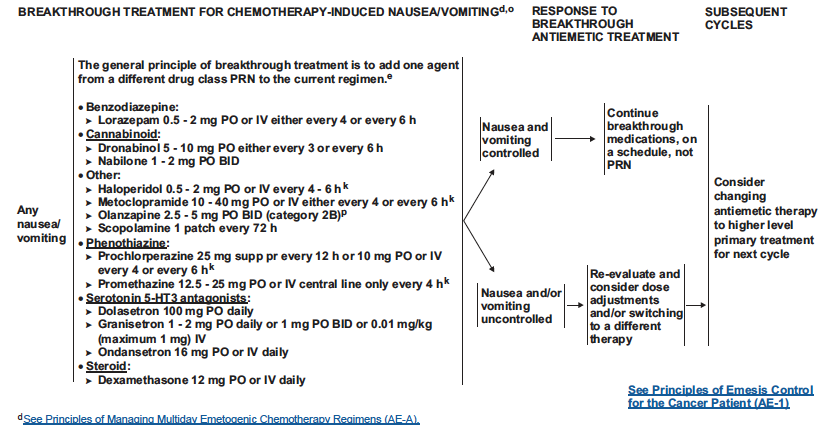 BREAKTHROUGH TREATMENT FOR CHEMOTHERAPY-INDUCED NAUSEA/VOMITINGd,o
RESPONSE TO
BREAKTHROUGH
ANTIEMETIC TREATMENT
SUBSEQUENT
CYCLES
Any
nausea/
vomiting
The general principle of breakthrough treatment is to add one agent
from a different drug class PRN to the current regimen.e
• Benzodiazepine:
➤ Lorazepam 0.5 - 2 mg PO or IV either every 4 or every 6 h
• Cannabinoid:
➤ Dronabinol 5 - 10 mg PO either every 3 or every 6 h
➤ Nabilone 1 - 2 mg PO BID
• Other:
➤ Haloperidol 0.5 - 2 mg PO or IV every 4 - 6 hk
➤ Metoclopramide 10 - 40 mg PO or IV either every 4 or every 6 hk
➤ Olanzapine 2.5 - 5 mg PO BID (category 2B)p
➤ Scopolamine 1 patch every 72 h
• Phenothiazine:
➤ Prochlorperazine 25 mg supp pr every 12 h or 10 mg PO or IV
every 4 or every 6 hk
➤ Promethazine 12.5 - 25 mg PO or IV central line only every 4 hk
• Serotonin 5-HT3 antagonists:
➤ Dolasetron 100 mg PO daily
➤ Granisetron 1 - 2 mg PO daily or 1 mg PO BID or 0.01 mg/kg
(maximum 1 mg) IV
➤ Ondansetron 16 mg PO or IV daily
• Steroid:
➤ Dexamethasone 12 mg PO or IV daily
Nausea and
vomiting
controlled
Continue
breakthrough
medications, on
a schedule, not
PRN
Nausea and/or
vomiting
uncontrolled
Re-evaluate and
consider dose
adjustments
and/or switching
to a different
therapy
Consider
changing
antiemetic therapy
to higher level
primary treatment
for next cycle
See Principles of Emesis Control
for the Cancer Patient (AE-1)
dSee Principles of Managing Multiday Emetogenic Chemotherapy Regimens (AE-A).